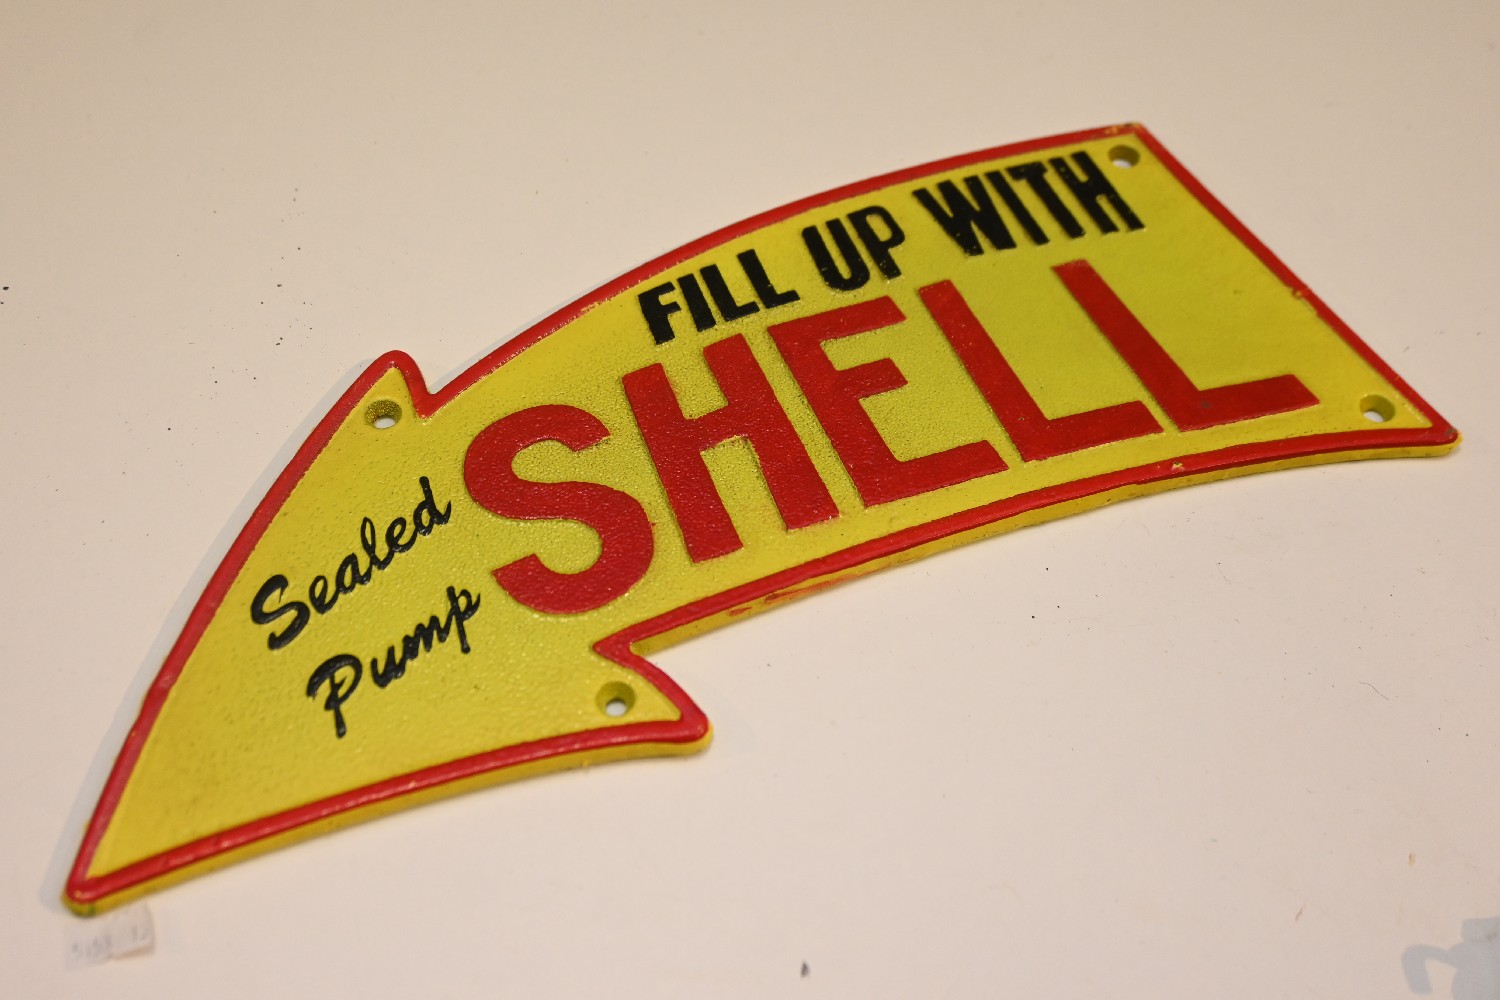 FILL UP WITH
SHELL
Sealed
Pump